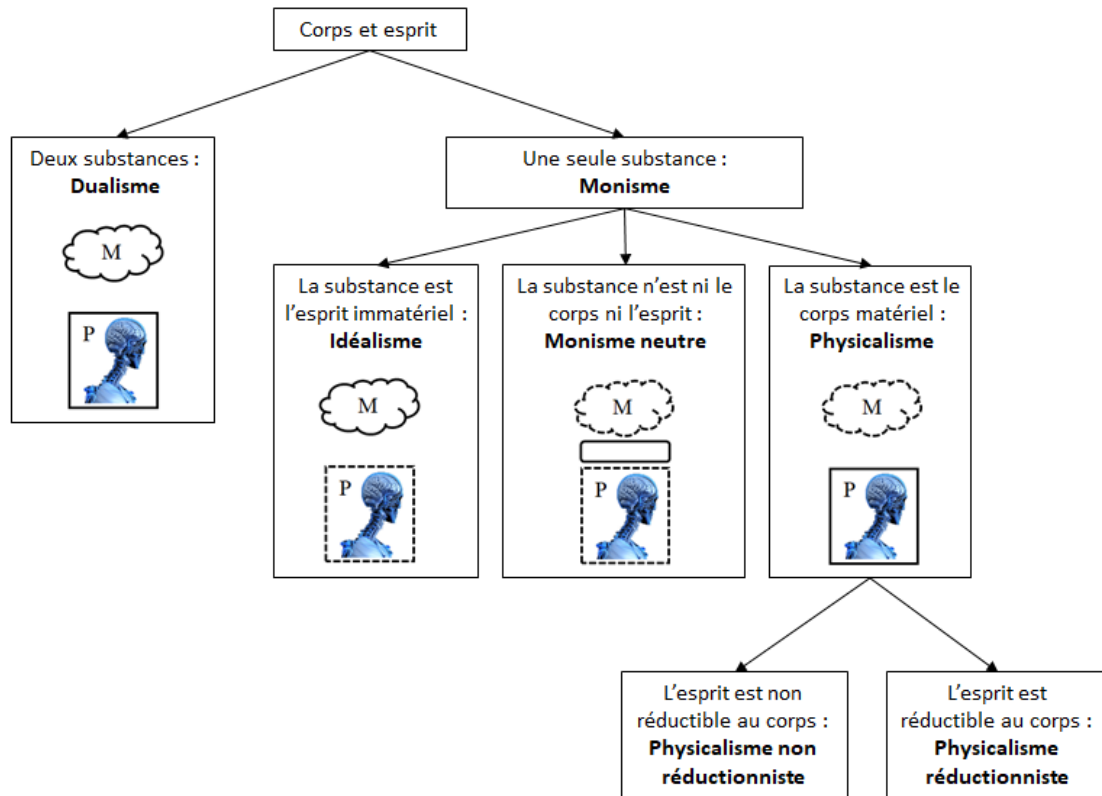 Corps et esprit
Deux substances :
Dualisme
M
P
Une seule substance :
Monisme
La substance est
l'esprit immatériel :
Idéalisme
M
P
La substance n'est ni le
corps ni l'esprit :
Monisme neutre
M
P
La substance est le
corps matériel :
Physicalisme
M
P
L'esprit est non
réductible au corps :
Physicalisme non
réductionniste
L'esprit est
réductible au corps :
Physicalisme
réductionniste